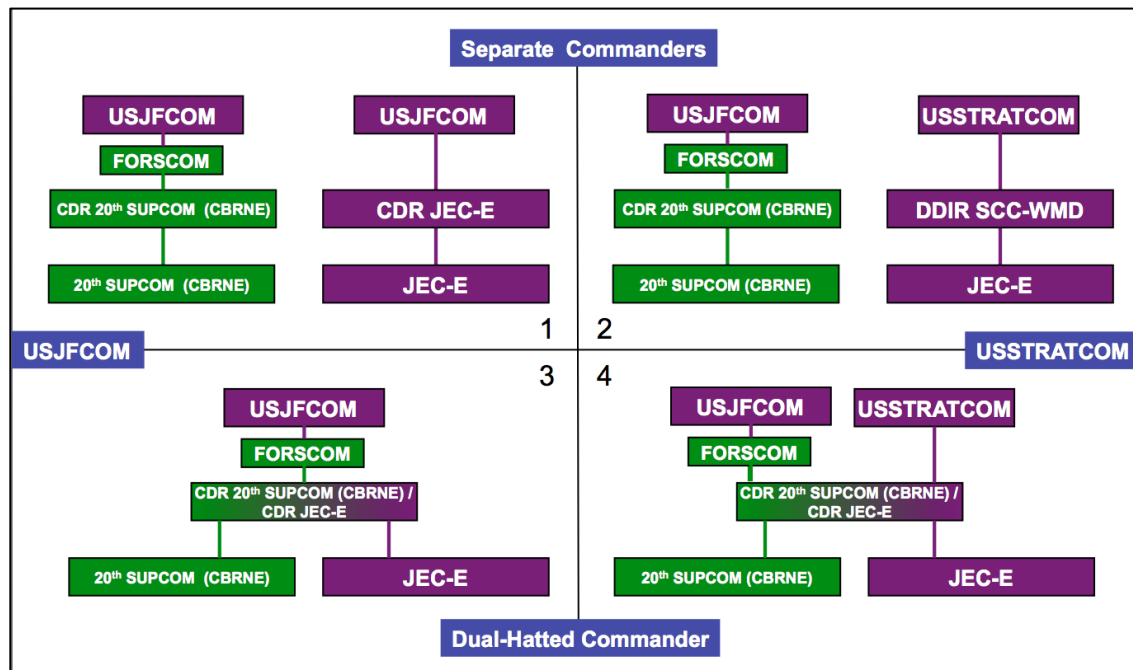 Separate Commanders
USJFCOM
FORSCOM
CDR 20th SUPCOM (CBRNE)
20th SUPCOM (CBRNE)
USJFCOM
CDR JEC-E
JEC-E
1
USJFCOM
FORSCOM
CDR 20th SUPCOM (CBRNE)
20th SUPCOM (CBRNE)
USSTRATCOM
DDIR SCC-WMD
JEC-E
2
USJFCOM
USSTRATCOM
3
USJFCOM
FORSCOM
CDR 20th SUPCOM (CBRNE) /
CDR JEC-E
20th SUPCOM (CBRNE)
JEC-E
4
USJFCOM
USSTRATCOM
FORSCOM
CDR 20th SUPCOM (CBRNE) /
CDR JEC-E
20th SUPCOM (CBRNE)
JEC-E
Dual-Hatted Commander